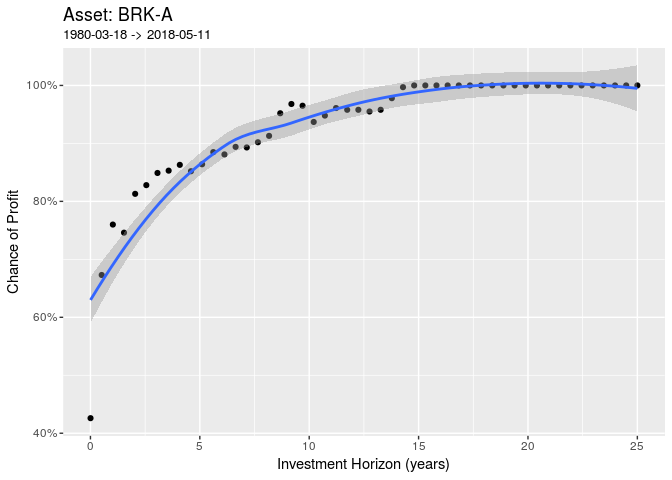 Asset: BRK-A
1980-03-18 -> 2018-05-11
100%
80%
60%
40%
Chance of Profit
0 5 10 15 20 25
Investment Horizon (years)